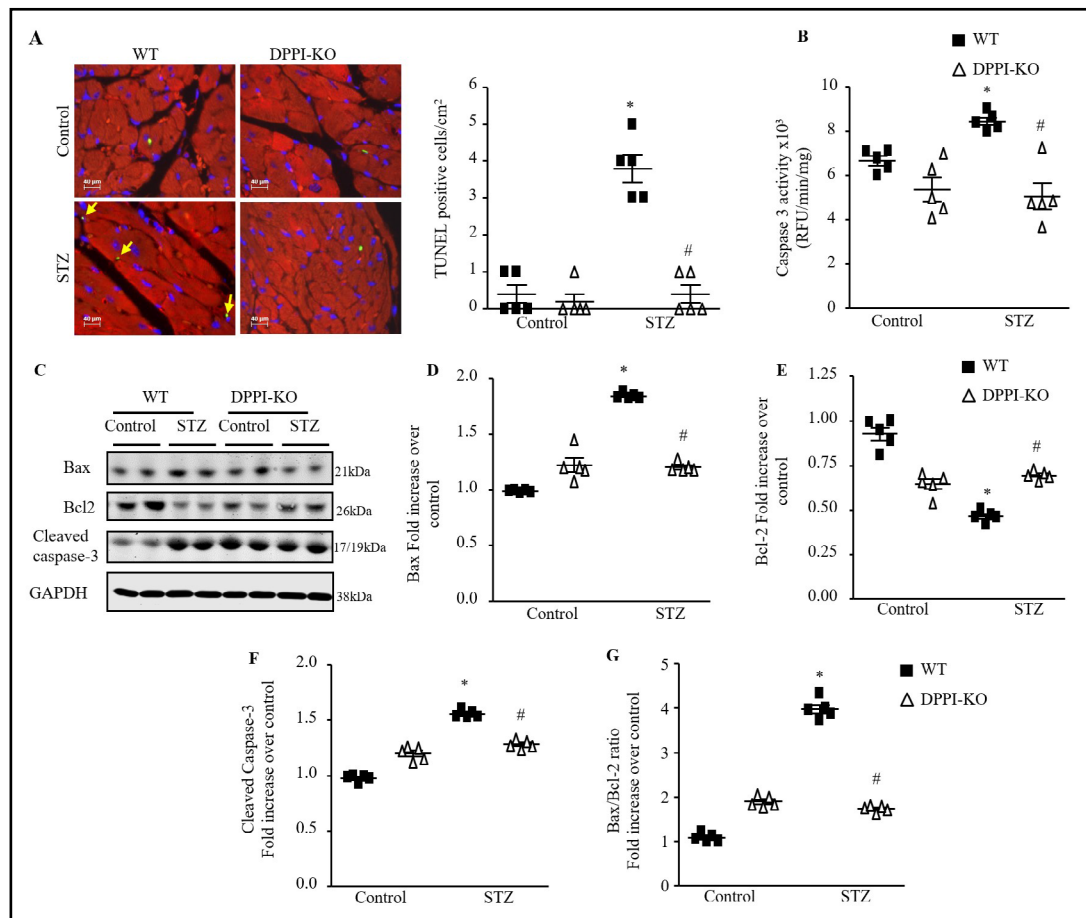 A
WT
DPPI-KO
Control
STZ
40 µm
40 µm
40 µm
40 µm
TUNEL positive cells/cm²
6
5
4
3
2
1
0
*
#
Control
STZ
B
WT
DPPI-KO
Caspase 3 activity x10³
(RFU/min/mg)
10
8
6
4
2
0
*
#
Control
STZ
C
WT
DPPI-KO
Control
STZ
Control
STZ
Bax
21kDa
Bcl2
26kDa
Cleaved
caspase-3
17/19kDa
GAPDH
38kDa
D
Bax Fold increase over
control
2.0
1.5
1.0
0.5
0.0
*
#
Control
STZ
E
WT
DPPI-KO
Bcl-2 Fold increase over
control
1.25
1.00
0.75
0.50
0.25
0.00
*
#
Control
STZ
F
Cleaved Caspase-3
Fold increase over control
2.0
1.5
1.0
0.5
0.0
*
#
Control
STZ
G
WT
DPPI-KO
Bax/Bcl-2 ratio
Fold increase over control
5
4
3
2
1
0
*
#
Control
STZ